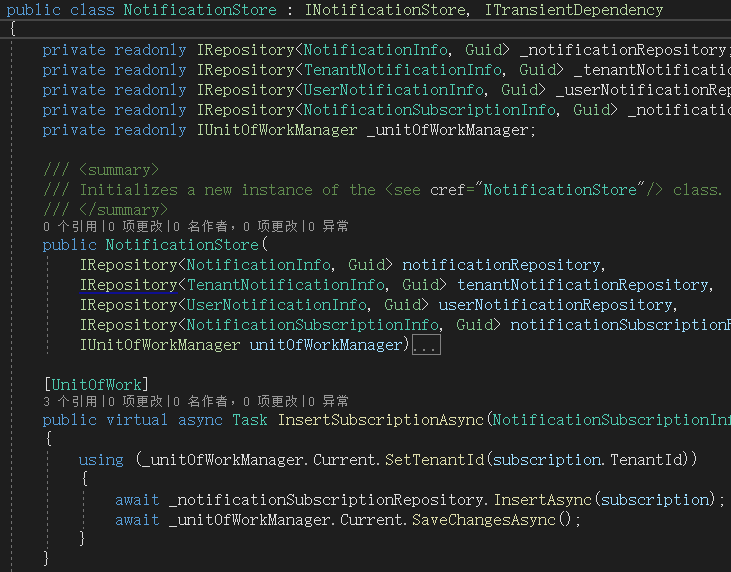 public class NotificationStore : INotificationStore, ITransientDependency
{
private readonly IRepository<NotificationInfo, Guid> _notificationRepository;
private readonly IRepository<TenantNotificationInfo, Guid> _tenantNotificatio
private readonly IRepository<UserNotificationInfo, Guid> _userNotificationRep
private readonly IRepository<NotificationSubscriptionInfo, Guid> _notificatio
private readonly IUnitOfWorkManager _unitOfWorkManager;
/// <summary>
/// Initializes a new instance of the <see cref="NotificationStore"/> class.
/// </summary>
0 个引用|0 项更改|0 名作者，0 项更改|0 异常
public NotificationStore(
IRepository<NotificationInfo, Guid> notificationRepository,
IRepository<TenantNotificationInfo, Guid> tenantNotificationRepository,
IRepository<UserNotificationInfo, Guid> userNotificationRepository,
IRepository<NotificationSubscriptionInfo, Guid> notificationSubscriptionR
IUnitOfWorkManager unitOfWorkManager)...
[UnitOfWork]
3 个引用|0 项更改|0 名作者，0 项更改|0 异常
public virtual async Task InsertSubscriptionAsync(NotificationSubscriptionInf
{
using (_unitOfWorkManager.Current.SetTenantId(subscription.TenantId))
{
await _notificationSubscriptionRepository.InsertAsync(subscription);
await _unitOfWorkManager.Current.SaveChangesAsync();
}
}